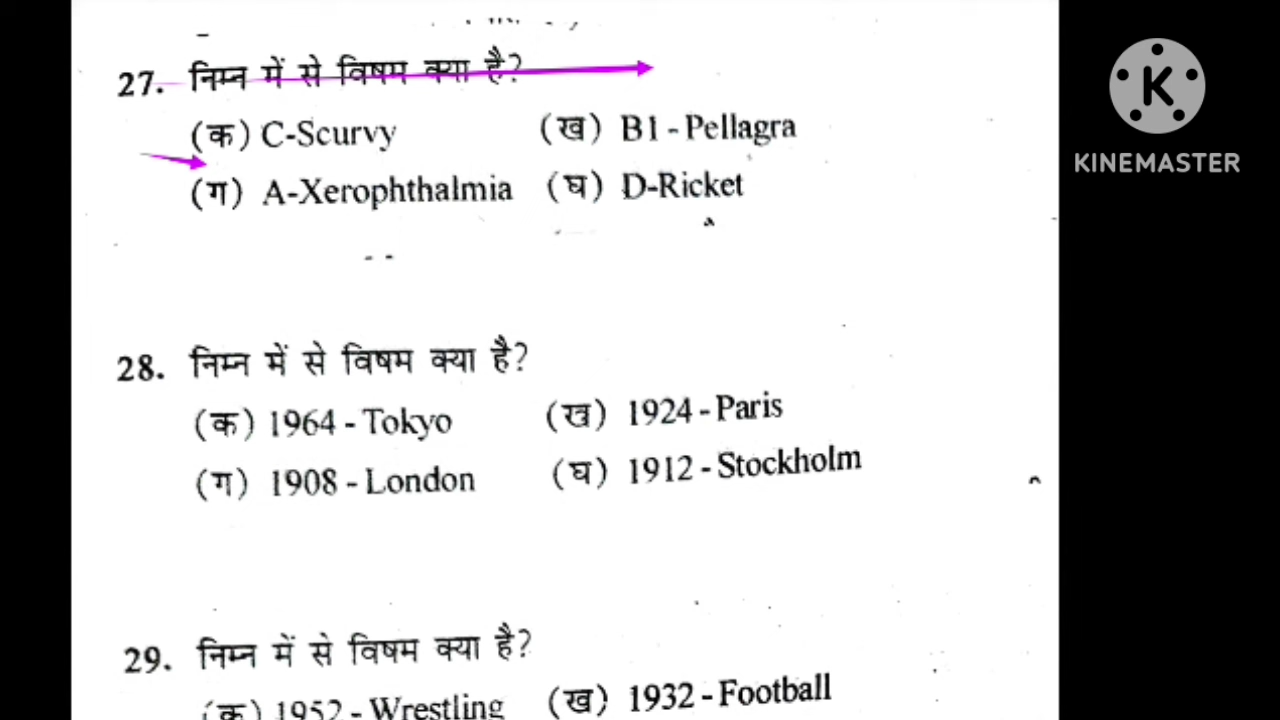 27. निम्न में से विषम क्या है?
(क) C-Scurvy (ख) B1 - Pellagra
(ग) A-Xerophthalmia (घ) D-Ricket
28. निम्न में से विषम क्या है?
(क) 1964 - Tokyo (ख) 1924 - Paris
(ग) 1908 - London (घ) 1912 - Stockholm
29. निम्न में से विषम क्या है?
(क) 1952 - Wrestling (ख) 1932 - Football
K
KINEMASTER